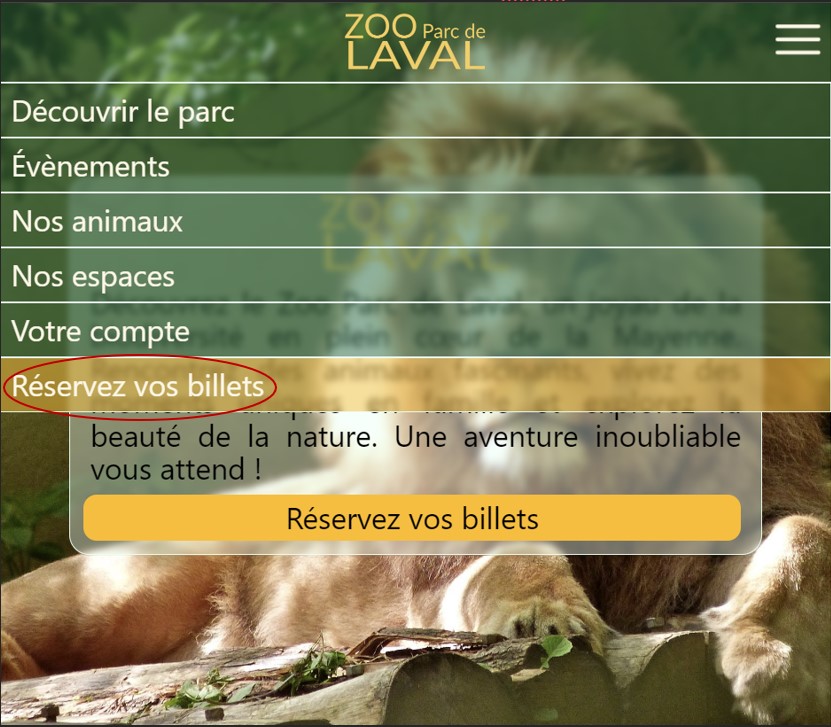 ZOO Parc de
LAVAL
Découvrir le parc
Évènements
Nos animaux
Nos espaces
Votre compte
Réservez vos billets
ZOO
LAVAL
Découvrez le Zoo Parc de Laval, un joyau de la
en plein cœur de la Mayenne.
animaux fascinants, vivez des
moments uniques en famille et explorez la
beauté de la nature. Une aventure inoubliable
vous attend !
Réservez vos billets